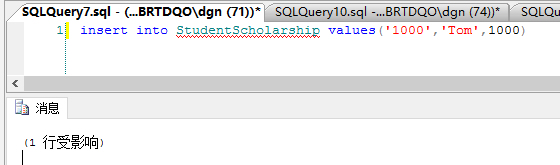 SQLQuery7.sql - (...BRTDQO\dgn (71))* SQLQuery10.sql -...BRTDQO\dgn (74))* SQLQu
1 insert into StudentScholarship values('1000','Tom',1000)
消息
(1 行受影响)